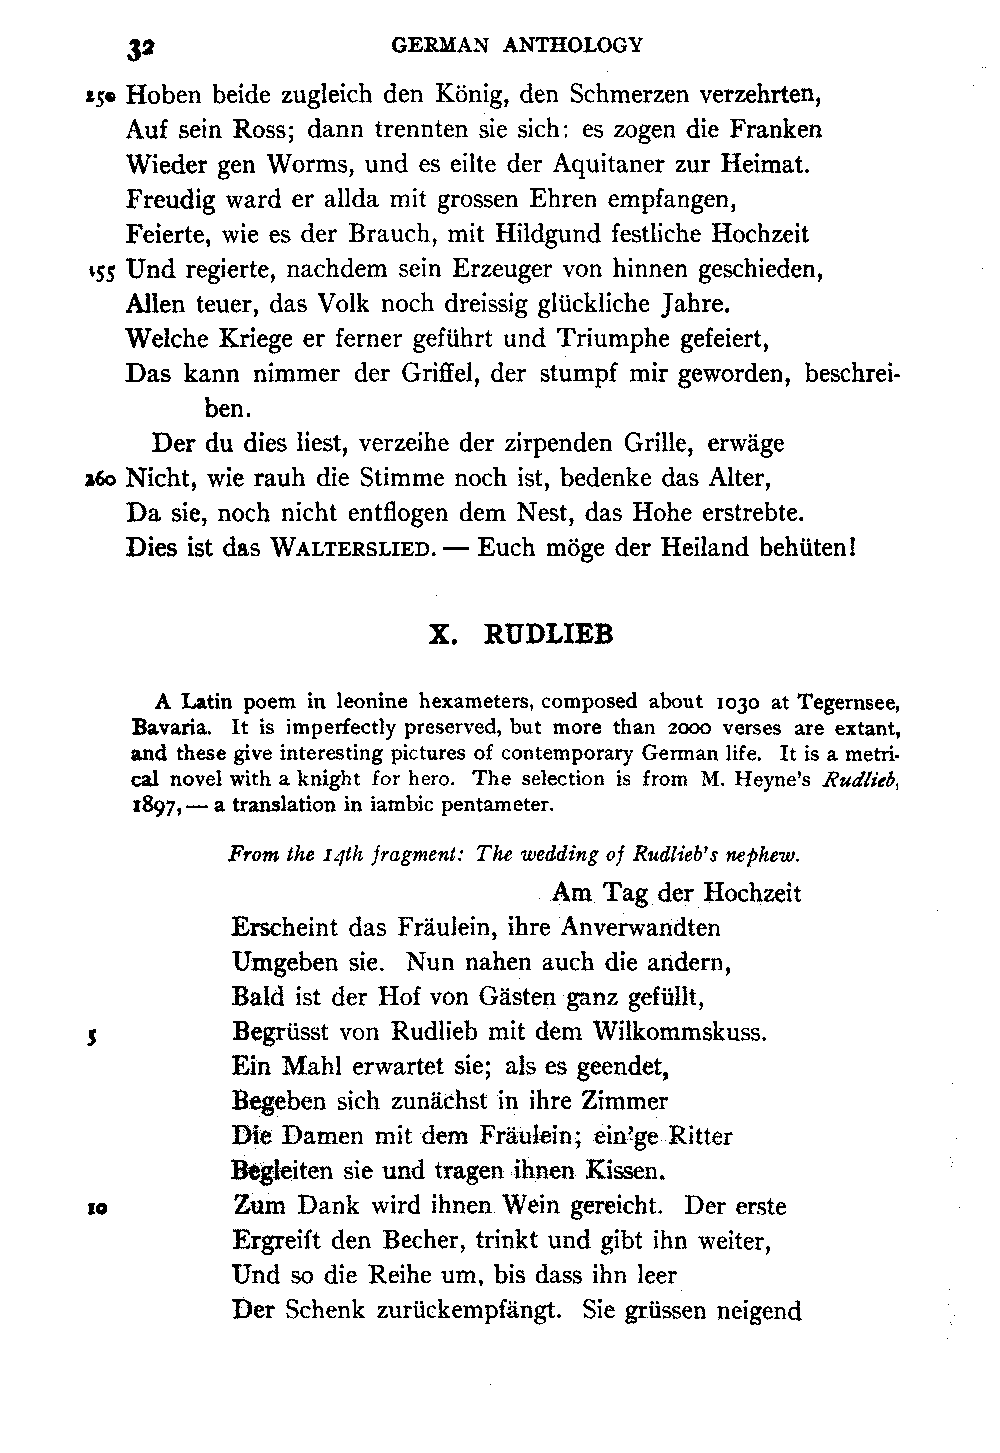 32 GERMAN ANTHOLOGY
250 Hoben beide zugleich den König, den Schmerzen verzehrten,
Auf sein Ross; dann trennten sie sich: es zogen die Franken
Wieder gen Worms, und es eilte der Aquitaner zur Heimat.
Freudig ward er allda mit grossen Ehren empfangen,
Feierte, wie es der Brauch, mit Hildgund festliche Hochzeit
155 Und regierte, nachdem sein Erzeuger von hinnen geschieden,
Allen teuer, das Volk noch dreissig glückliche Jahre.
Welche Kriege er ferner geführt und Triumphe gefeiert,
Das kann nimmer der Griffel, der stumpf mir geworden, beschrei-
ben.
Der du dies liest, verzeihe der zirpenden Grille, erwäge
260 Nicht, wie rauh die Stimme noch ist, bedenke das Alter,
Da sie, noch nicht entflogen dem Nest, das Hohe erstrebte.
Dies ist das WALTERSLIED. — Euch möge der Heiland behüten!
X. RUDLIEB
A Latin poem in leonine hexameters, composed about 1030 at Tegernsee,
Bavaria. It is imperfectly preserved, but more than 2000 verses are extant,
and these give interesting pictures of contemporary German life. It is a metri-
cal novel with a knight for hero. The selection is from M. Heyne's Rudlieb,
1897, — a translation in iambic pentameter.
From the 14th fragment: The wedding of Rudlieb's nephew.
Am Tag der Hochzeit
Erscheint das Fräulein, ihre Anverwandten
Umgeben sie. Nun nahen auch die andern,
Bald ist der Hof von Gästen ganz gefüllt,
5 Begrüsst von Rudlieb mit dem Wilkommskuss.
Ein Mahl erwartet sie; als es geendet,
Begeben sich zunächst in ihre Zimmer
Die Damen mit dem Fräulein; ein'ge Ritter
Begleiten sie und tragen ihnen Kissen.
10 Zum Dank wird ihnen Wein gereicht. Der erste
Ergreift den Becher, trinkt und gibt ihn weiter,
Und so die Reihe um, bis dass ihn leer
Der Schenk zurückempfängt. Sie grüssen neigend